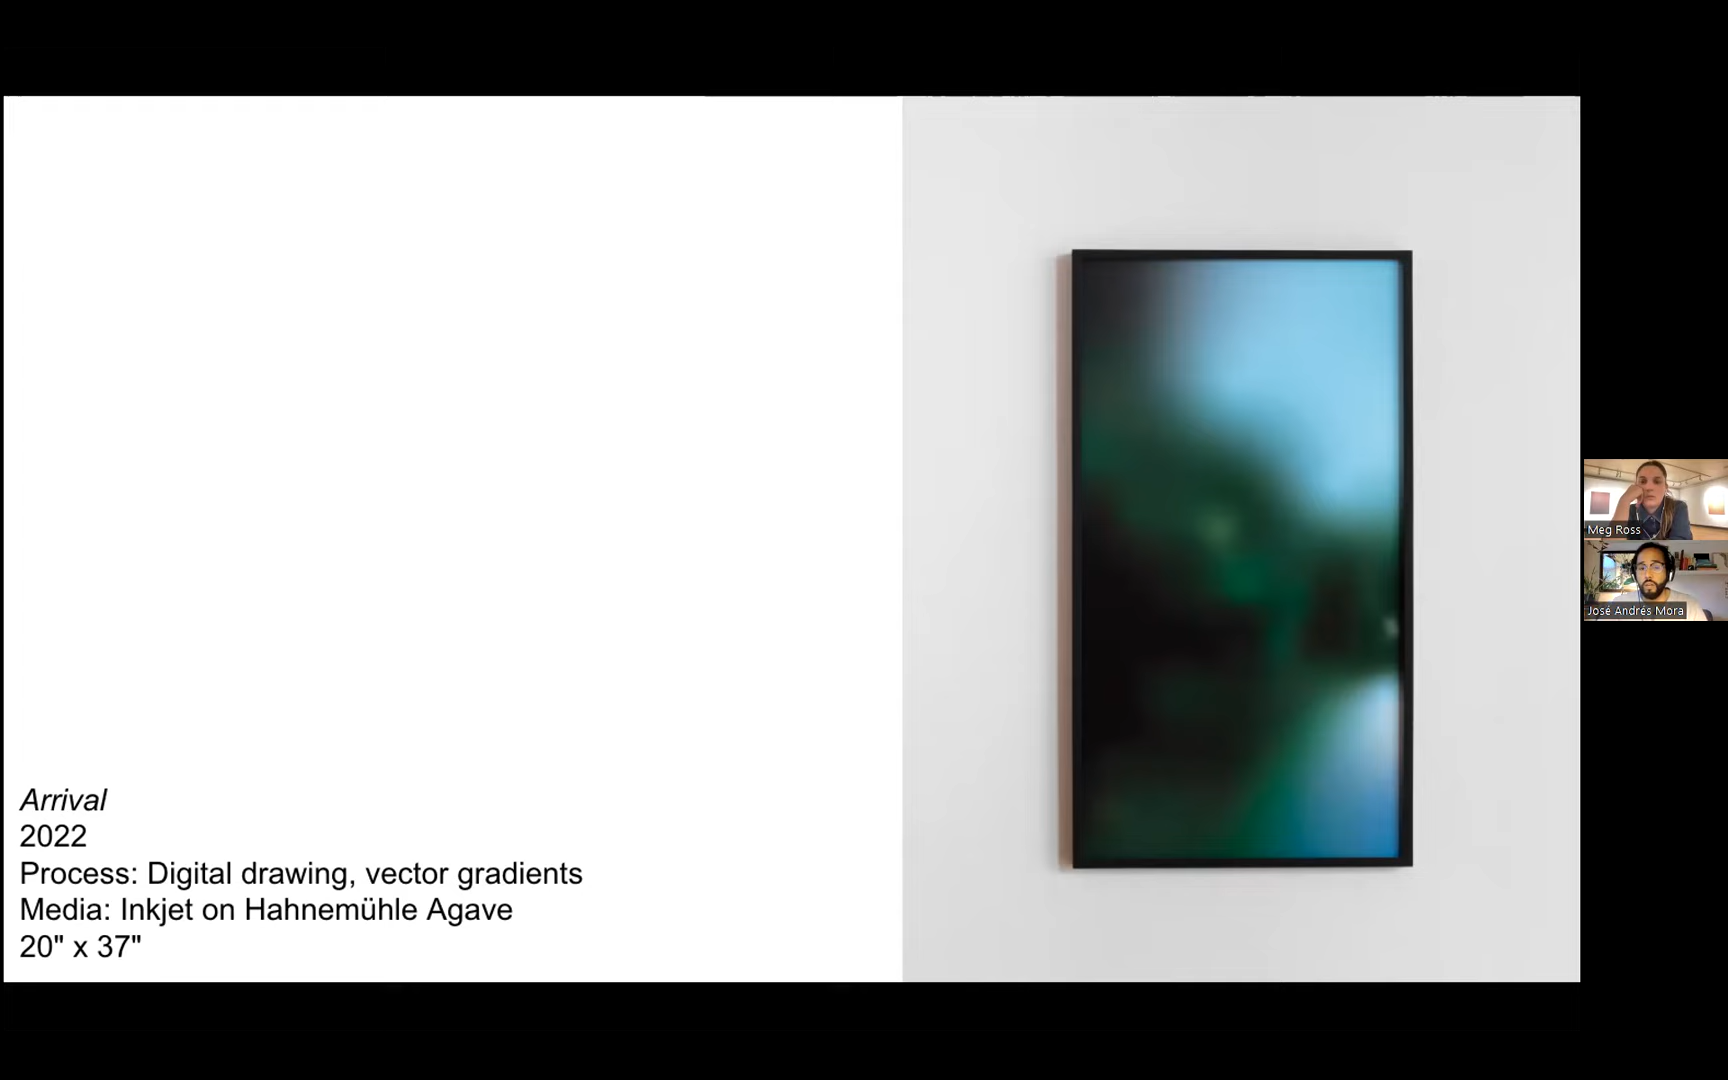 Arrival
2022
Process: Digital drawing, vector gradients
Media: Inkjet on Hahnemühle Agave
20" x 37"
Meg Ross
José Andrés Mora